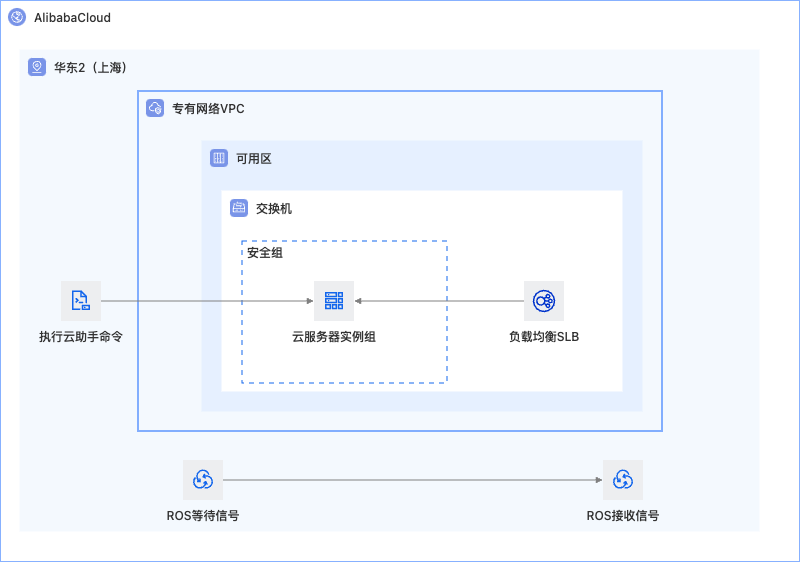 AlibabaCloud
华东2（上海）
专有网络VPC
可用区
交换机
安全组
执行云助手命令
云服务器实例组
负载均衡SLB
ROS等待信号
ROS接收信号